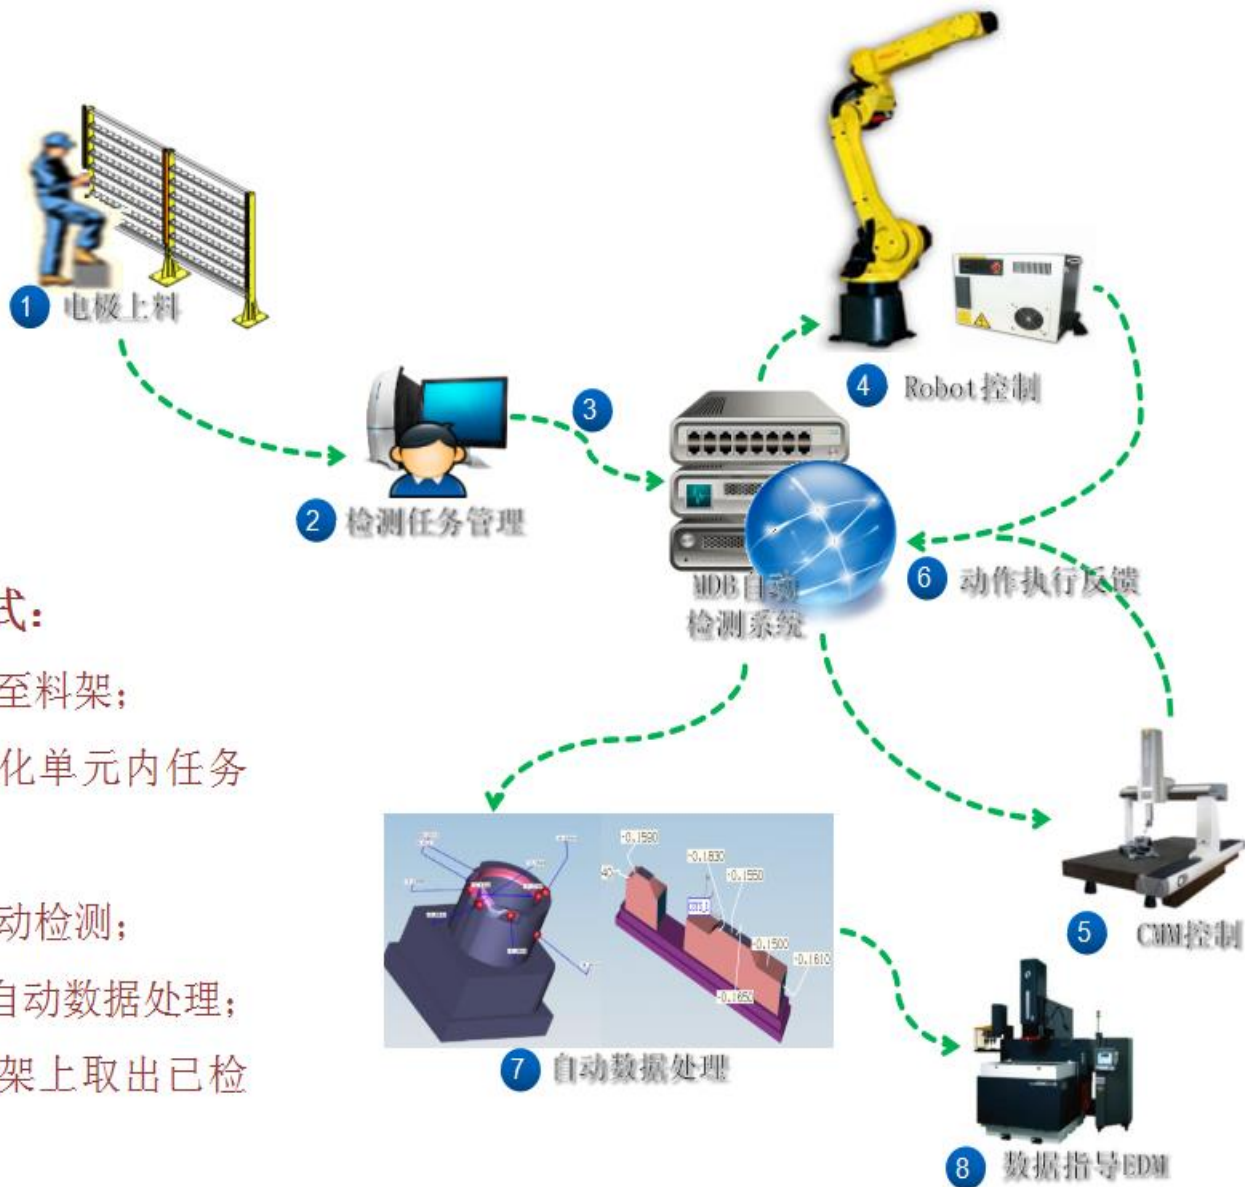 1 电极上料
2 检测任务管理
3
4 Robot控制
MDB自动
检测系统
6 动作执行反馈
式：
至料架；
化单元内任务
动检测；
自动数据处理；
架上取出已检
5 CMM控制
-0.1580
-0.1630
-0.1550
-0.1500
-0.1610
-0.1650
7 自动数据处理
8 数据指导EDM